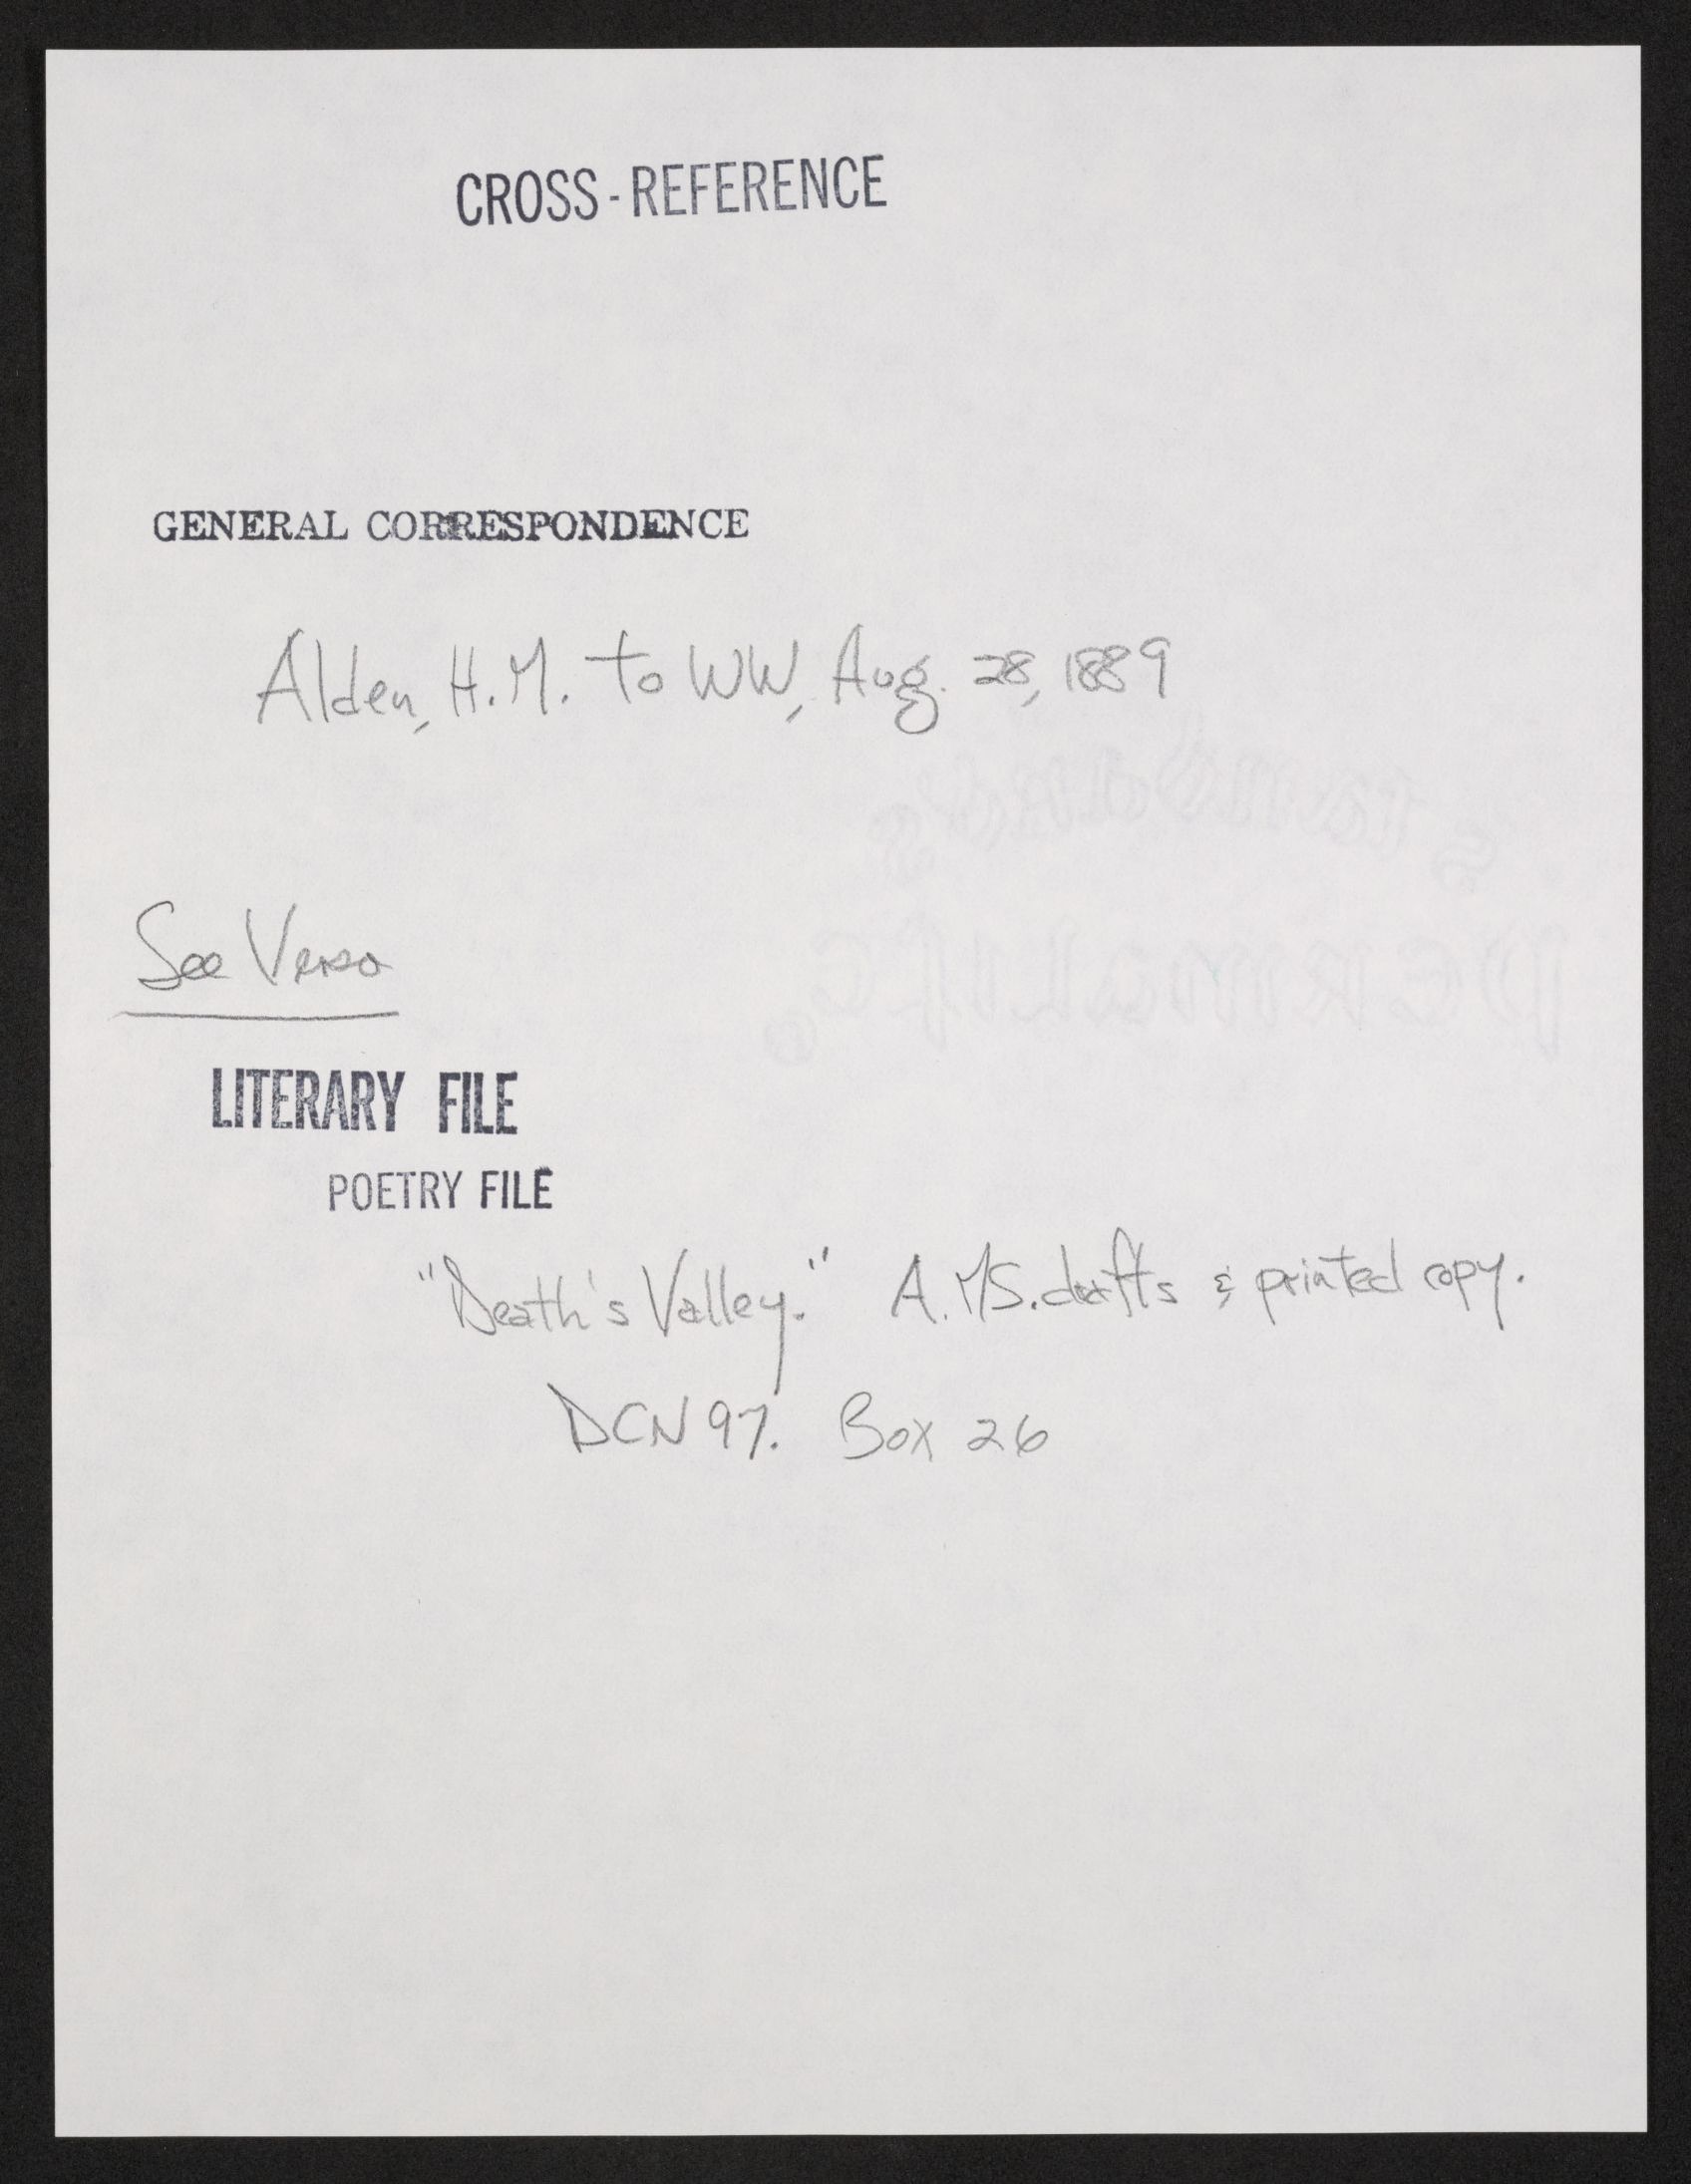 CROSS-REFERENCE
GENERAL CORRESPONDENCE
Alden, H.M. to WW, Aug. 28, 1889
See Verso
LITERARY FILE
POETRY FILE
"Death's Valley." A.MS. drafts & printed copy.
DCN 97. Box 26